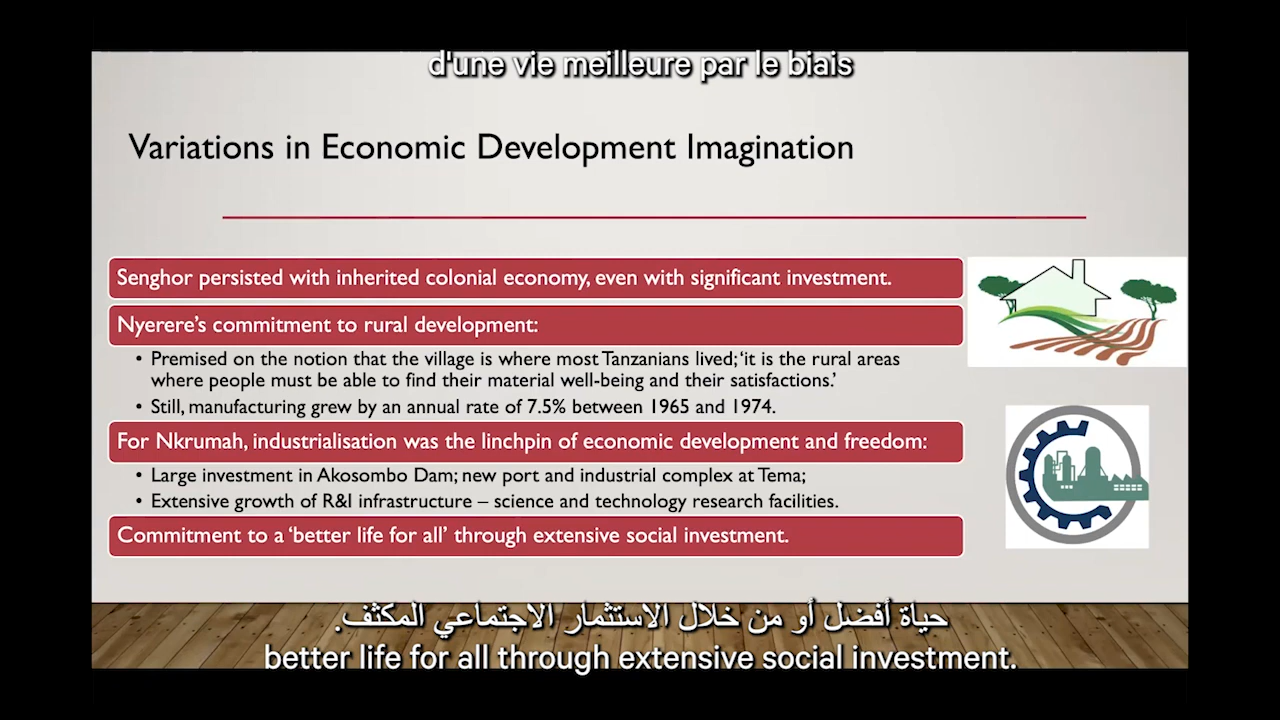 d'une vie meilleure par le biais
Variations in Economic Development Imagination
Senghor persisted with inherited colonial economy, even with significant investment.
Nyerere's commitment to rural development:
• Premised on the notion that the village is where most Tanzanians lived; 'it is the rural areas
where people must be able to find their material well-being and their satisfactions.'
• Still, manufacturing grew by an annual rate of 7.5% between 1965 and 1974.
For Nkrumah, industrialisation was the linchpin of economic development and freedom:
• Large investment in Akosombo Dam; new port and industrial complex at Tema;
• Extensive growth of R&I infrastructure – science and technology research facilities.
Commitment to a 'better life for all' through extensive social investment.
حياة أفضل أو من خلال الاستثمار الاجتماعي المكثف.
better life for all through extensive social investment.